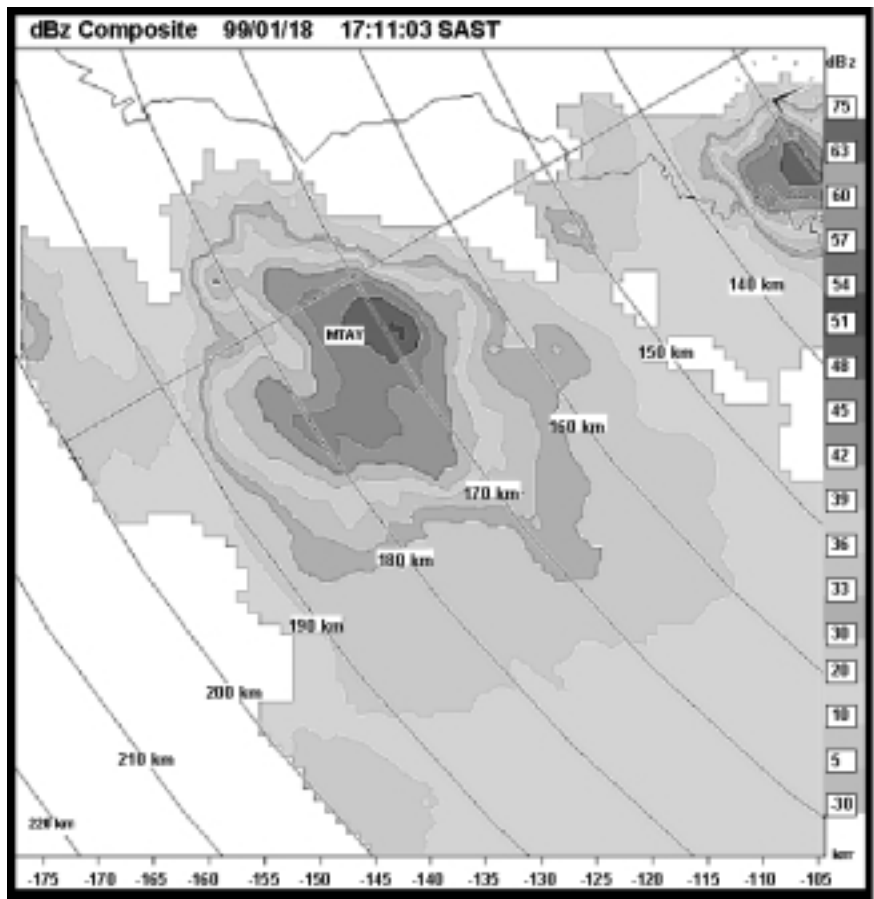 dBz Composite 99/01/18 17:11:03 SAST
dBz
75
63
60
57
54
51
48
45
42
39
36
33
30
20
10
5
-30
km
140 km
150 km
MTAY
160 km
170 km
180 km
190 km
200 km
210 km
220 km
-175 -170 -165 -160 -155 -150 -145 -140 -135 -130 -125 -120 -115 -110 -105